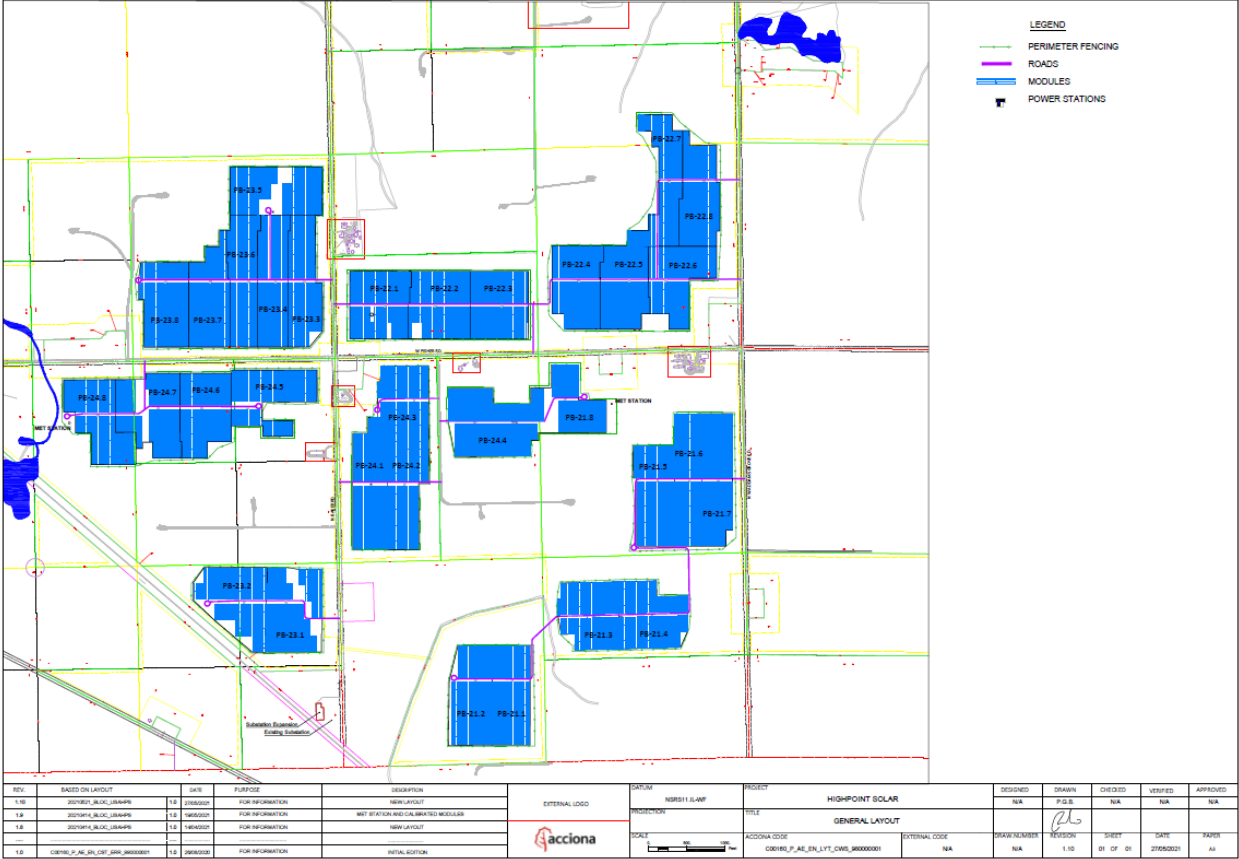 LEGEND
PERIMETER FENCING
ROADS
MODULES
POWER STATIONS
PB-22.7
PB-23.5
PB-22.8
PB-23.6
PB-22.4 PB-22.5 PB-22.6
PB-22.1 PB-22.2 PB-22.3
PB-23.8 PB-23.7 PB-23.4 PB-23.3
PB-24.8 PB-24.7 PB-24.6 PB-24.5
MET STATION
PB-24.3
PB-21.8
MET STATION
PB-24.4
PB-24.1 PB-24.2
PB-21.5 PB-21.6
PB-21.7
PB-23.2
PB-23.1
PB-21.3 PB-21.4
PB-21.2 PB-21.1
Substation Expansion
Existing Substation
REV. BASED ON LAYOUT DATE PURPOSE DESCRIPTION
1.10 1.0 27/05/2021 FOR INFORMATION NEW LAYOUT
1.9 1.0 FOR INFORMATION MET STATION AND CALIBRATED MODULES
1.8 1.0 FOR INFORMATION NEW LAYOUT
1.0 1.0 FOR INFORMATION INITIAL EDITION
EXTERNAL LOGO
acciona
DATUM
PROJECTION
SCALE
PROJECT
HIGHPOINT SOLAR
TITLE
GENERAL LAYOUT
ACCIONA CODE
EXTERNAL CODE
N/A
DESIGNED DRAWN CHECKED VERIFIED APPROVED
N/A P.G.B. N/A N/A N/A
DRAW.NUMBER REVISION SHEET DATE PAPER
N/A 1.10 01 OF 01 27/05/2021